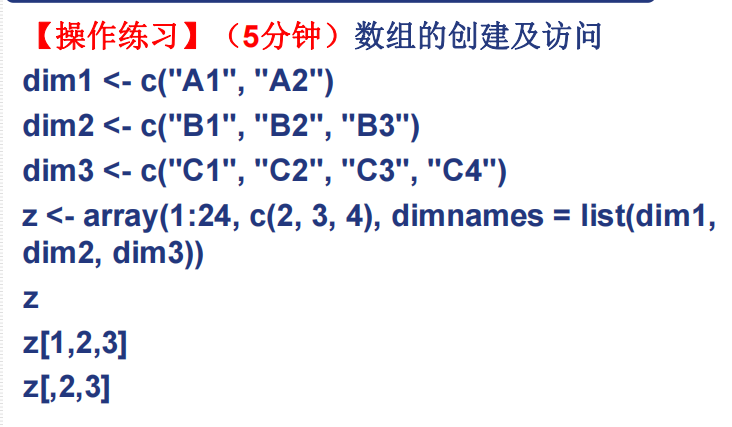 【操作练习】（5分钟）数组的创建及访问
dim1 <- c("A1", "A2")
dim2 <- c("B1", "B2", "B3")
dim3 <- c("C1", "C2", "C3", "C4")
z <- array(1:24, c(2, 3, 4), dimnames = list(dim1,
dim2, dim3))
z
z[1,2,3]
z[,2,3]